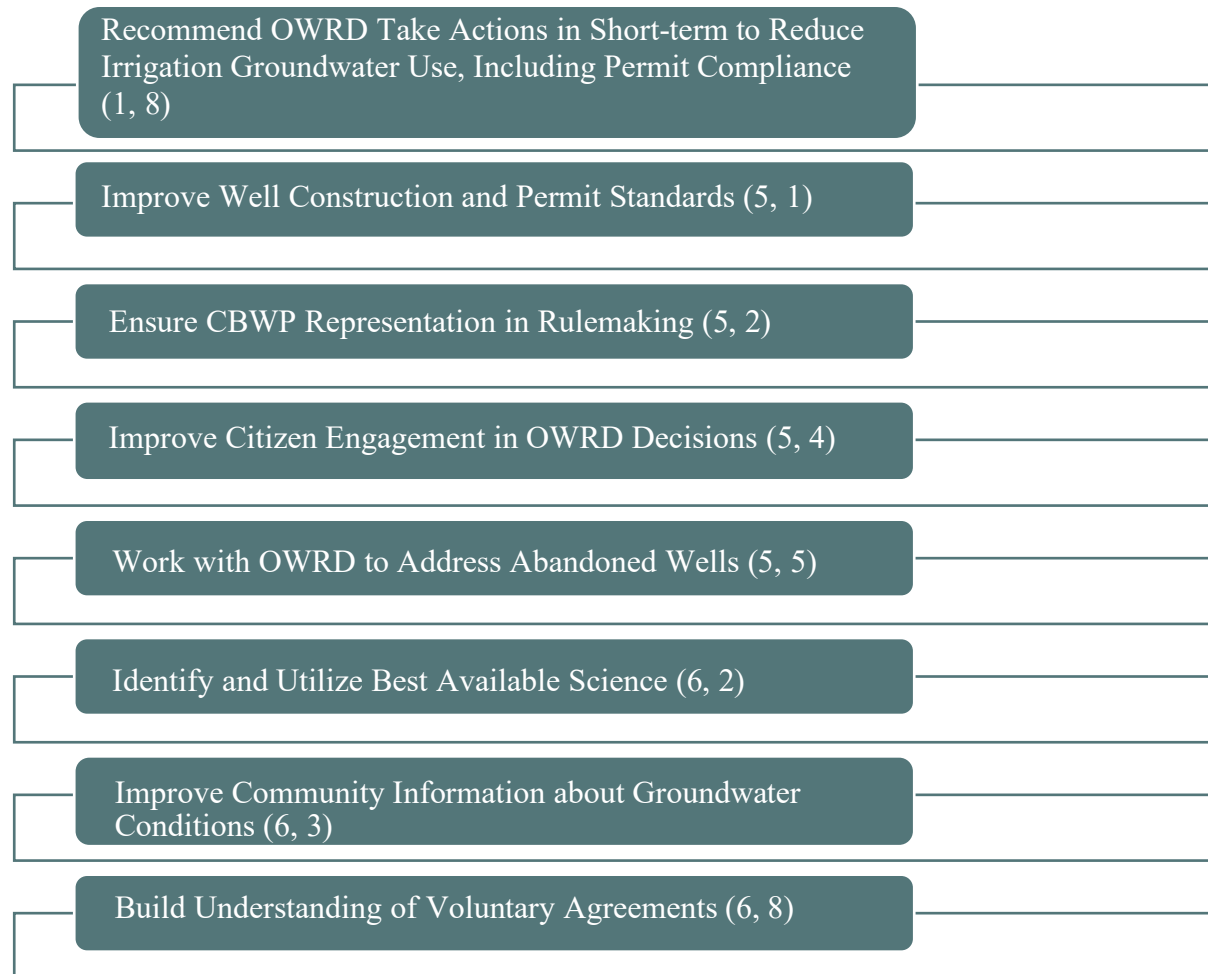 Recommend OWRD Take Actions in Short-term to Reduce
Irrigation Groundwater Use, Including Permit Compliance
(1, 8)
Improve Well Construction and Permit Standards (5, 1)
Ensure CBWP Representation in Rulemaking (5, 2)
Improve Citizen Engagement in OWRD Decisions (5, 4)
Work with OWRD to Address Abandoned Wells (5, 5)
Identify and Utilize Best Available Science (6, 2)
Improve Community Information about Groundwater
Conditions (6, 3)
Build Understanding of Voluntary Agreements (6, 8)